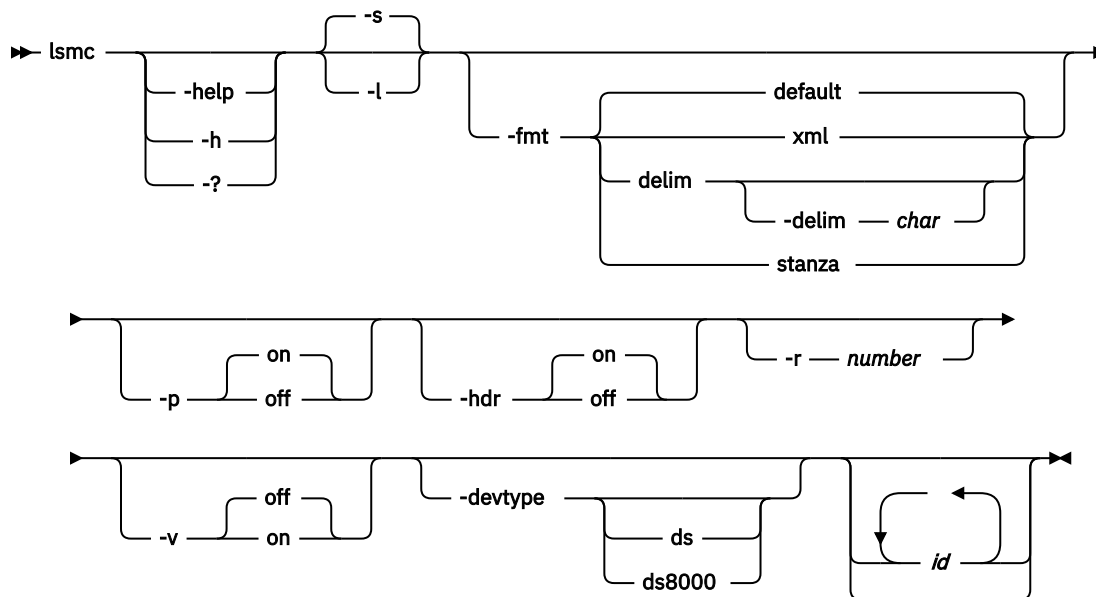 -s
lsmc
-help -l
-h
-?
default
-fmt xml
delim
-delim char
stanza
on on
-p off -hdr off -r number
off
-v on
-devtype
ds
ds8000
id